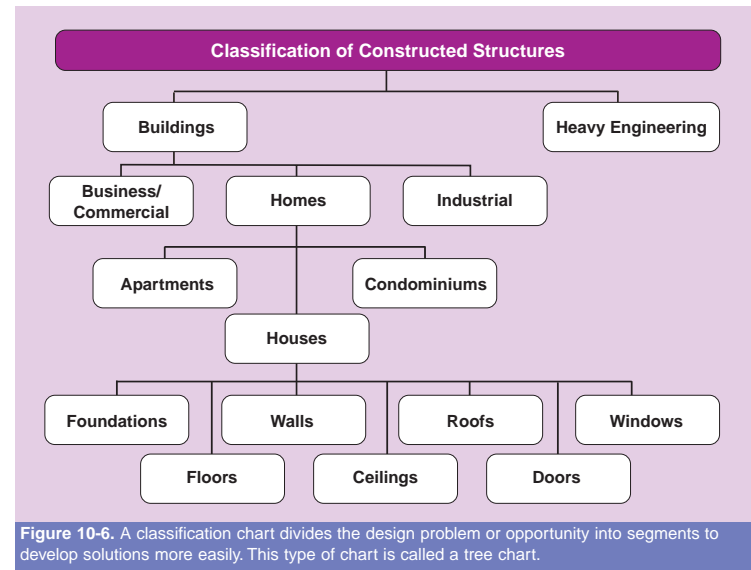 Classification of Constructed Structures
Buildings
Heavy Engineering
Business/
Commercial
Homes
Industrial
Apartments
Condominiums
Houses
Foundations
Walls
Roofs
Windows
Floors
Ceilings
Doors
Figure 10-6. A classification chart divides the design problem or opportunity into segments to
develop solutions more easily. This type of chart is called a tree chart.